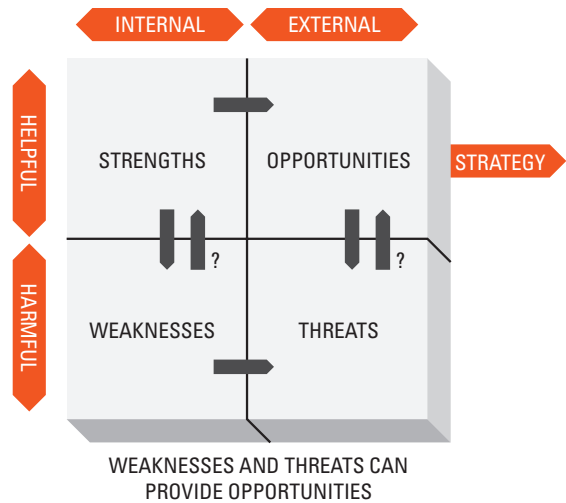 INTERNAL EXTERNAL
HELPFUL
STRENGTHS OPPORTUNITIES STRATEGY
? ?
HARMFUL
WEAKNESSES THREATS
WEAKNESSES AND THREATS CAN
PROVIDE OPPORTUNITIES